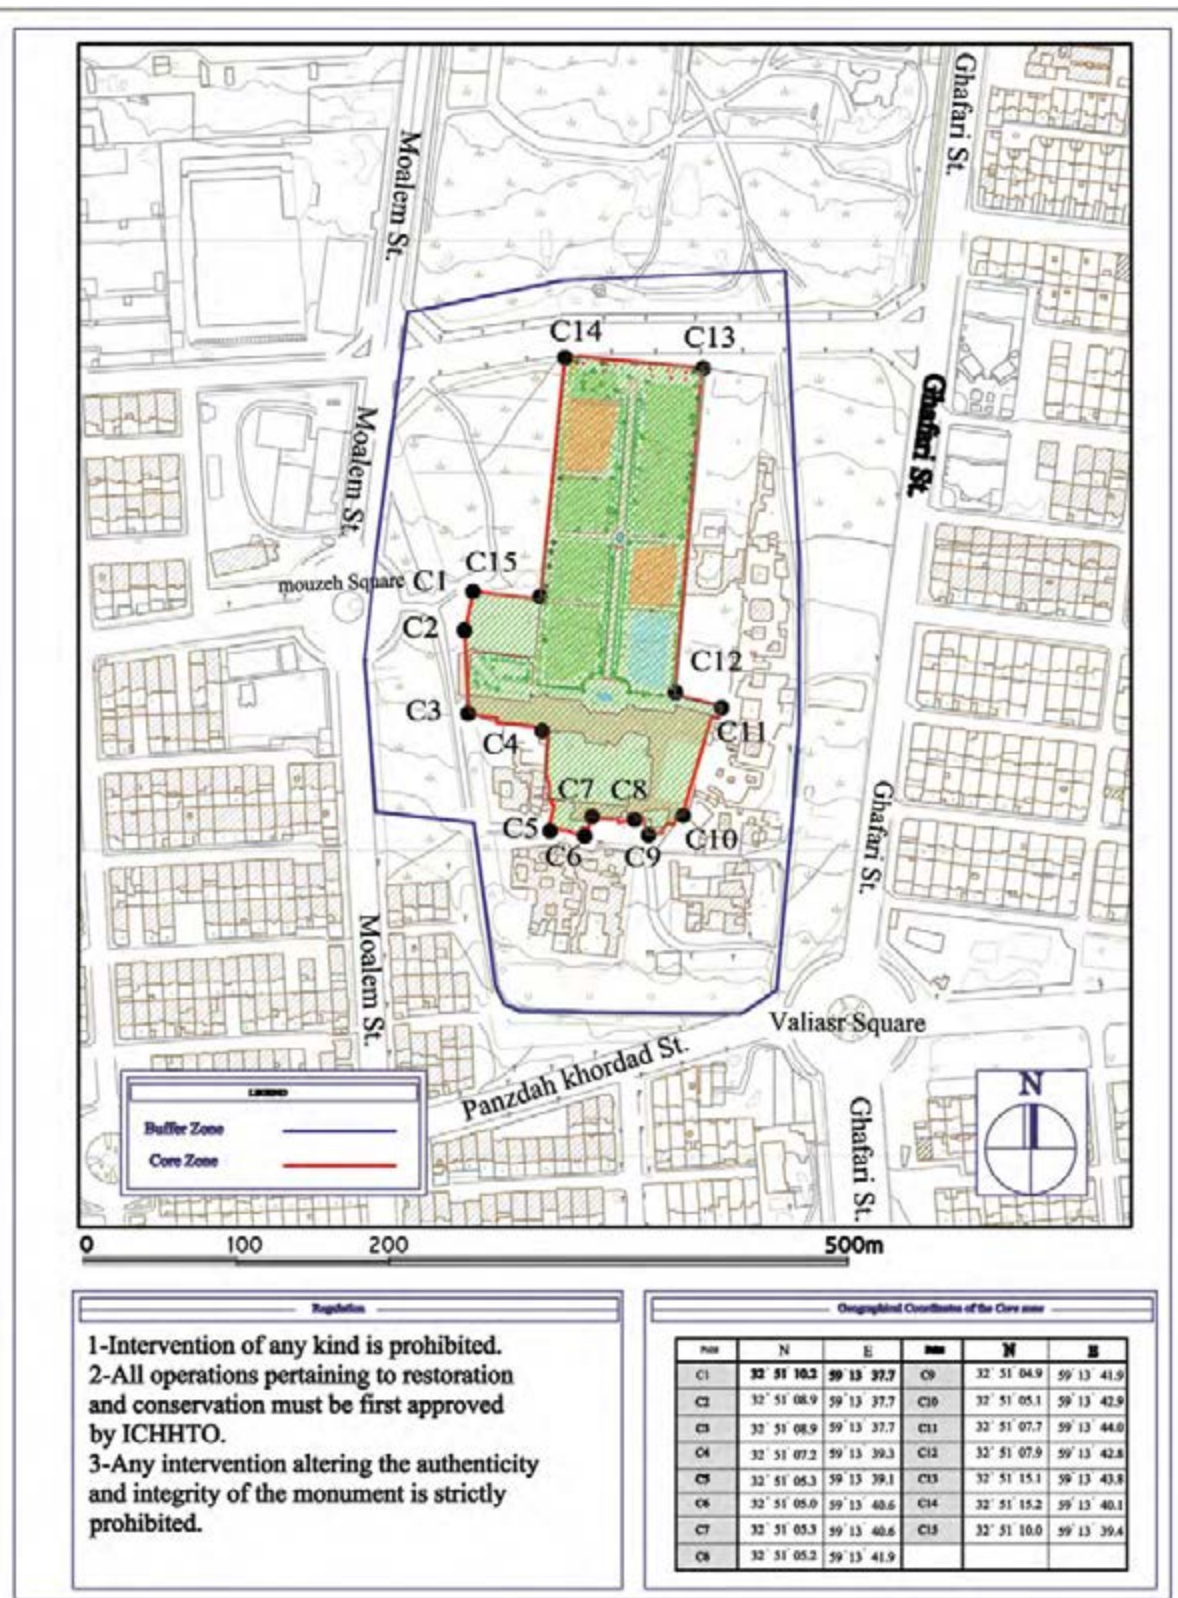 Ghafari St.
Moalem St.
C14
C13
Ghafari St.
Moalem St.
C15
C1
mouzeh Square
C2
C12
C3
C11
C4
Ghafari St.
C7
C8
C5
C10
C6
C9
Moalem St.
Valiasr Square
Panzdah khordad St.
Ghafari St.
N
LEGEND
Buffer Zone
Core Zone
0 100 200 500m
Regulation
1-Intervention of any kind is prohibited.
2-All operations pertaining to restoration
and conservation must be first approved
by ICHHTO.
3-Any intervention altering the authenticity
and integrity of the monument is strictly
prohibited.
Geographical Coordinates of the Core zone
N E N E
C1 32° 51' 10.2 59° 13' 37.7 C9 32° 51' 04.9 59° 13' 41.9
C2 32° 51' 08.9 59° 13' 37.7 C10 32° 51' 05.1 59° 13' 42.9
C3 32° 51' 08.9 59° 13' 37.7 C11 32° 51' 07.7 59° 13' 44.0
C4 32° 51' 07.2 59° 13' 39.3 C12 32° 51' 07.9 59° 13' 42.8
C5 32° 51' 05.3 59° 13' 39.1 C13 32° 51' 15.1 59° 13' 43.8
C6 32° 51' 05.0 59° 13' 40.6 C14 32° 51' 15.2 59° 13' 40.1
C7 32° 51' 05.3 59° 13' 40.6 C15 32° 51' 10.0 59° 13' 39.4
C8 32° 51' 05.2 59° 13' 41.9